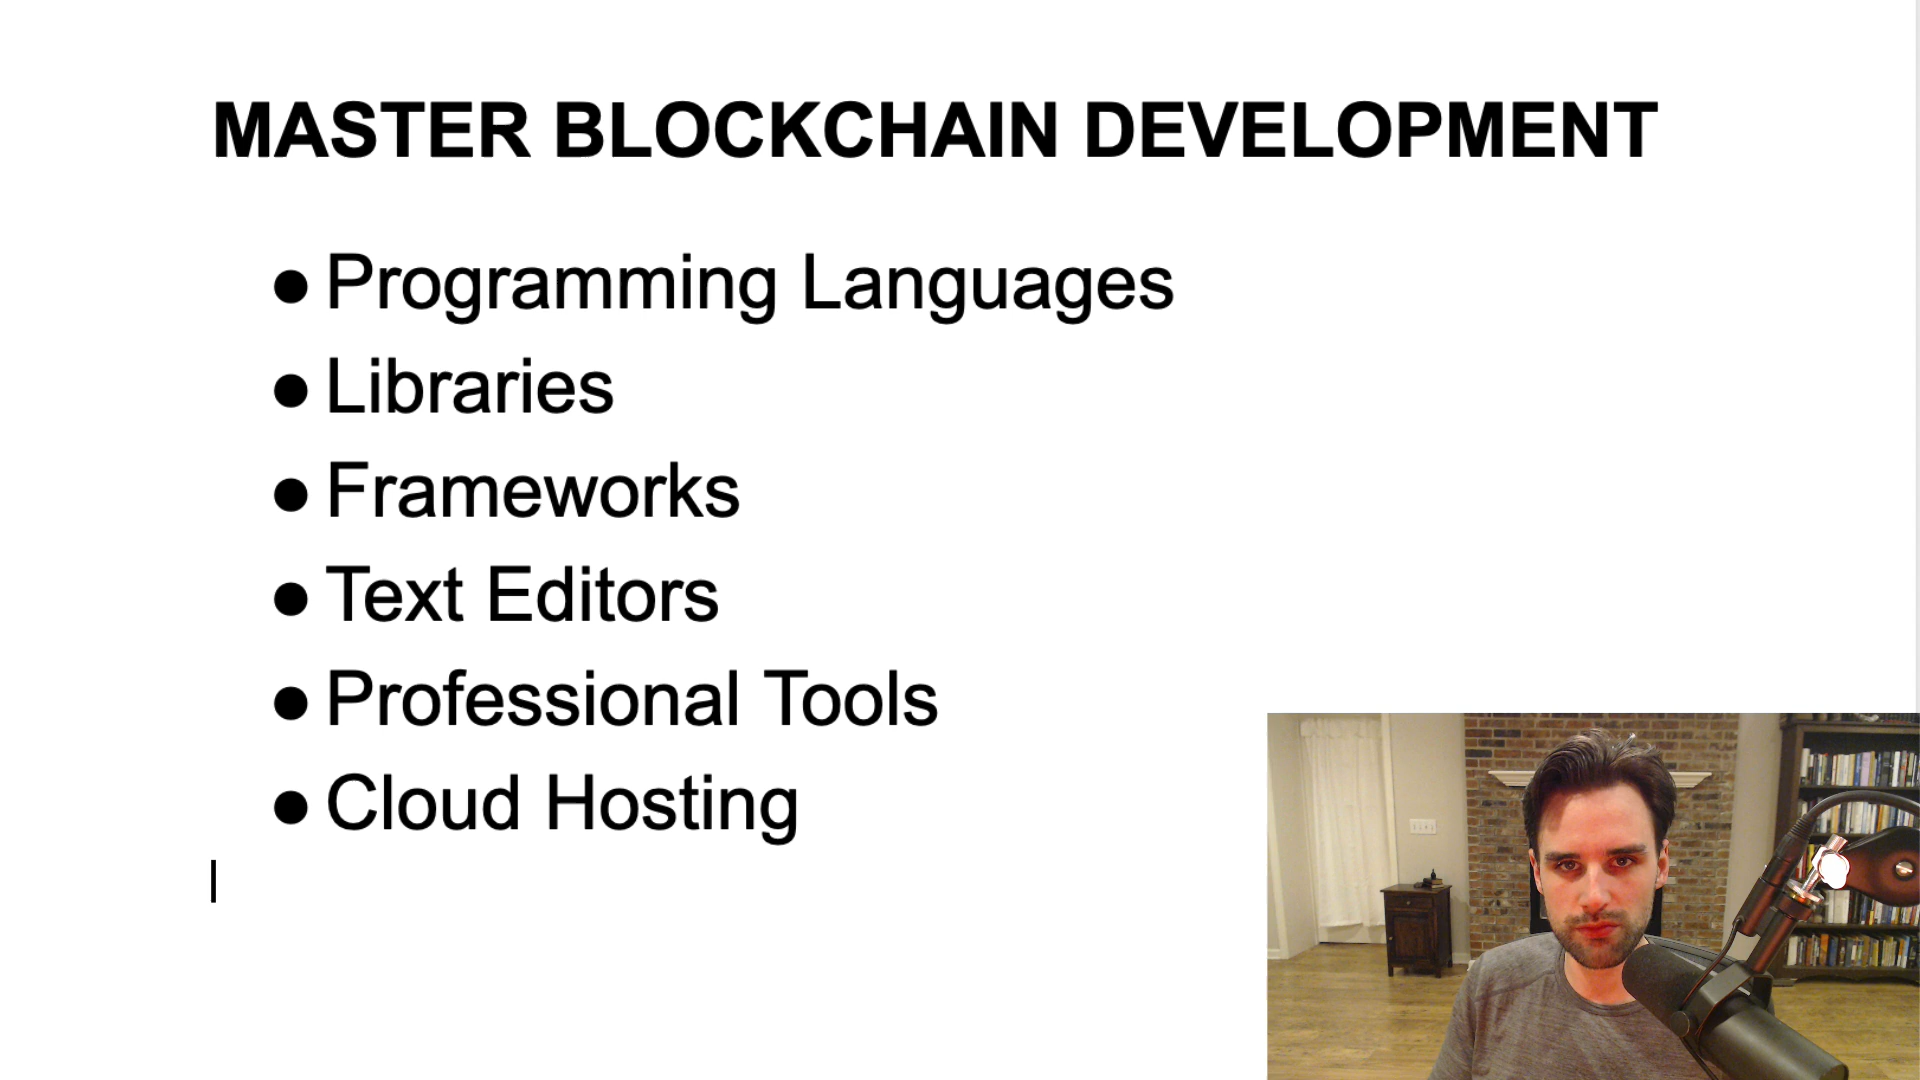 MASTER BLOCKCHAIN DEVELOPMENT
● Programming Languages
● Libraries
● Frameworks
● Text Editors
● Professional Tools
● Cloud Hosting